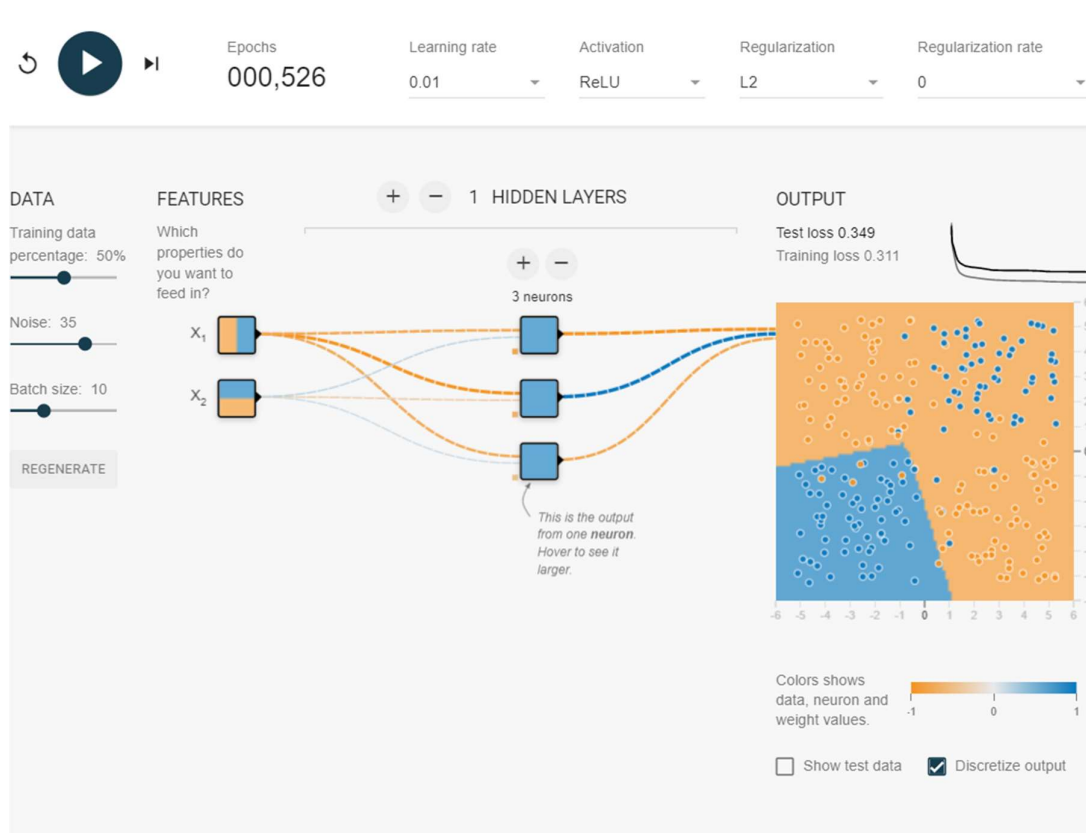 Epochs
000,526
Learning rate
0.01
Activation
ReLU
Regularization
L2
Regularization rate
0
DATA
Training data
percentage: 50%
Noise: 35
Batch size: 10
REGENERATE
FEATURES
Which
properties do
you want to
feed in?
X1
X2
+ − 1 HIDDEN LAYERS
+ −
3 neurons
This is the output
from one neuron.
Hover to see it
larger.
OUTPUT
Test loss 0.349
Training loss 0.311
-6 -5 -4 -3 -2 -1 0 1 2 3 4 5 6
Colors shows
data, neuron and
weight values.
-1 0 1
Show test data
Discretize output